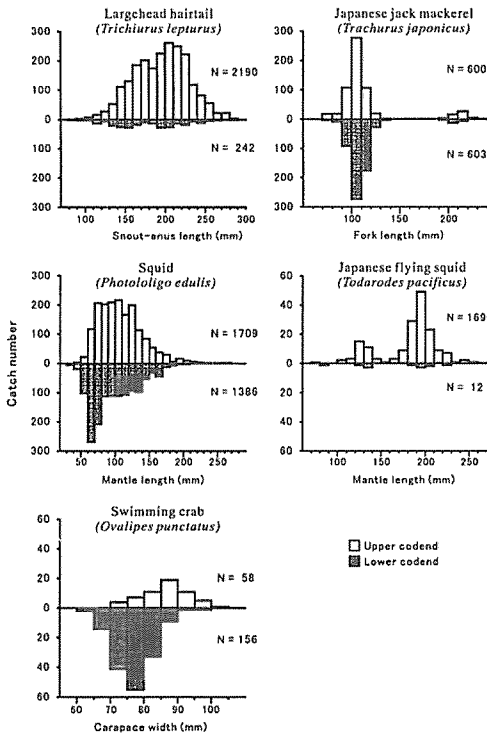 Largehead hairtail
(Trichiurus lepturus)
300
200
100
0
100
200
300
N = 2190
N = 242
100 150 200 250
Snout-anus length (mm)
Japanese jack mackerel
(Trachurus japonicus)
300
200
100
0
100
200
300
N = 600
N = 603
100 150 200
Fork length (mm)
Catch number
Squid
(Photololigo edulis)
300
200
100
0
100
200
300
N = 1709
N = 1386
50 100 150 200 250
Mantle length (mm)
Japanese flying squid
(Todarodes pacificus)
60
40
20
0
20
40
60
N = 169
N = 12
100 150 200 250
Mantle length (mm)
Swimming crab
(Ovalipes punctatus)
60
40
20
0
20
40
60
N = 58
N = 156
60 70 80 90 100
Carapace width (mm)
Upper codend
Lower codend